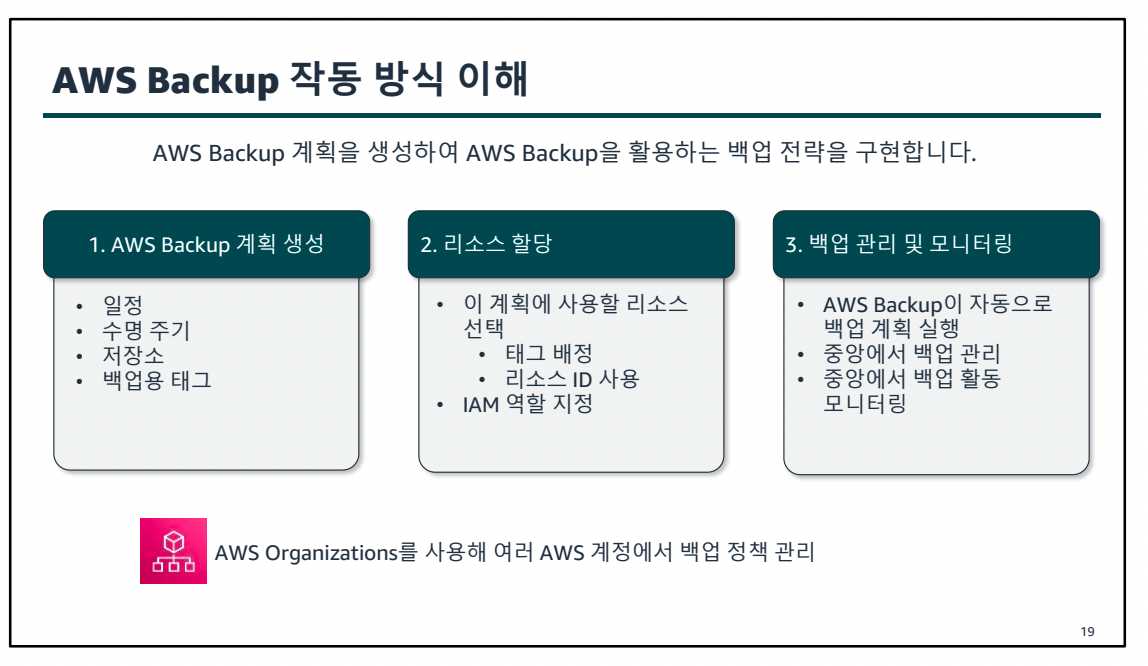 AWS Backup 작동 방식 이해
AWS Backup 계획을 생성하여 AWS Backup을 활용하는 백업 전략을 구현합니다.
1. AWS Backup 계획 생성
• 일정
• 수명 주기
• 저장소
• 백업용 태그
2. 리소스 할당
• 이 계획에 사용할 리소스
선택
• 태그 배정
• 리소스 ID 사용
• IAM 역할 지정
3. 백업 관리 및 모니터링
• AWS Backup이 자동으로
백업 계획 실행
• 중앙에서 백업 관리
• 중앙에서 백업 활동
모니터링
AWS Organizations를 사용해 여러 AWS 계정에서 백업 정책 관리
19